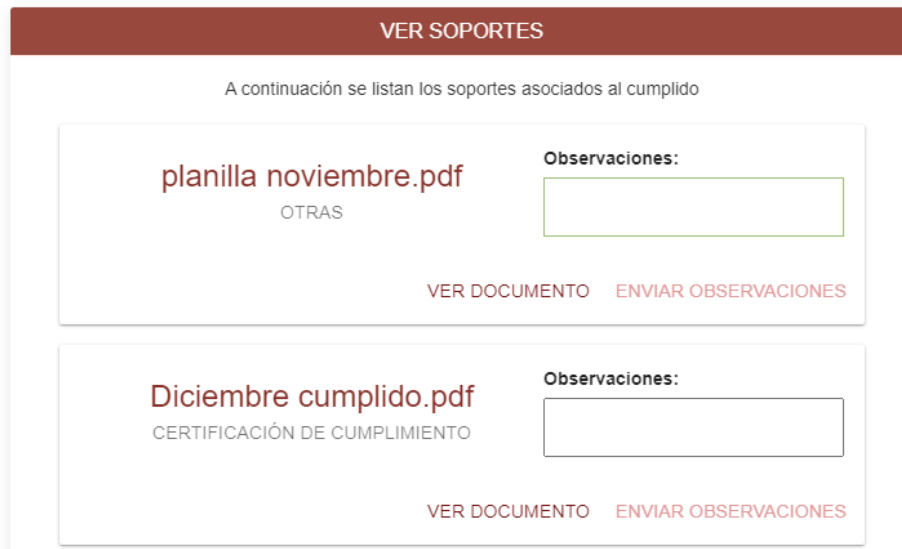 VER SOPORTES
A continuación se listan los soportes asociados al cumplido
planilla noviembre.pdf
OTRAS
Observaciones:
VER DOCUMENTO ENVIAR OBSERVACIONES
Diciembre cumplido.pdf
CERTIFICACIÓN DE CUMPLIMIENTO
Observaciones:
VER DOCUMENTO ENVIAR OBSERVACIONES